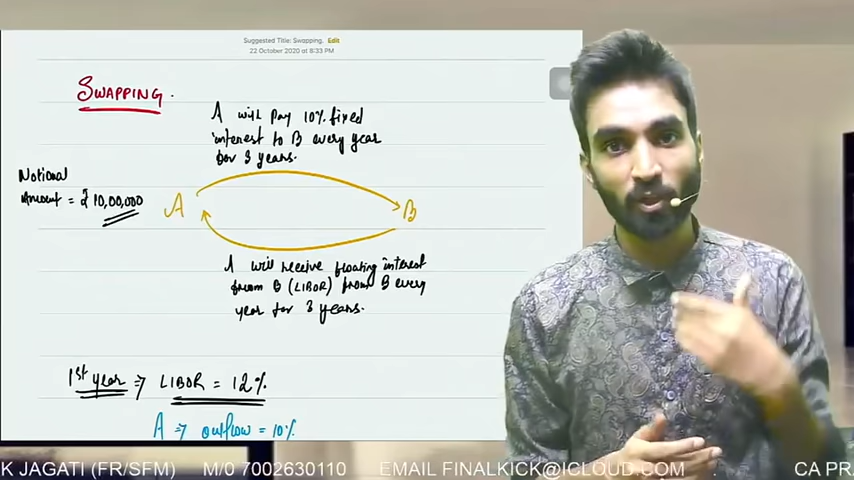 Suggested Title: Swapping. Edit
22 October 2020 at 8:33 PM
SWAPPING.
A will pay 10% fixed
interest to B every year
for 3 years.
Notional
Amount = ₹ 10,00,000
A
B
A will receive floating interest
from B (LIBOR) from B every
year for 3 years.
1st year ⇒ LIBOR = 12%.
A ⇒ outflow = 10%
K JAGATI (FR/SFM) M/0 7002630110 EMAIL FINALKICK@ICLOUD.COM CA PR